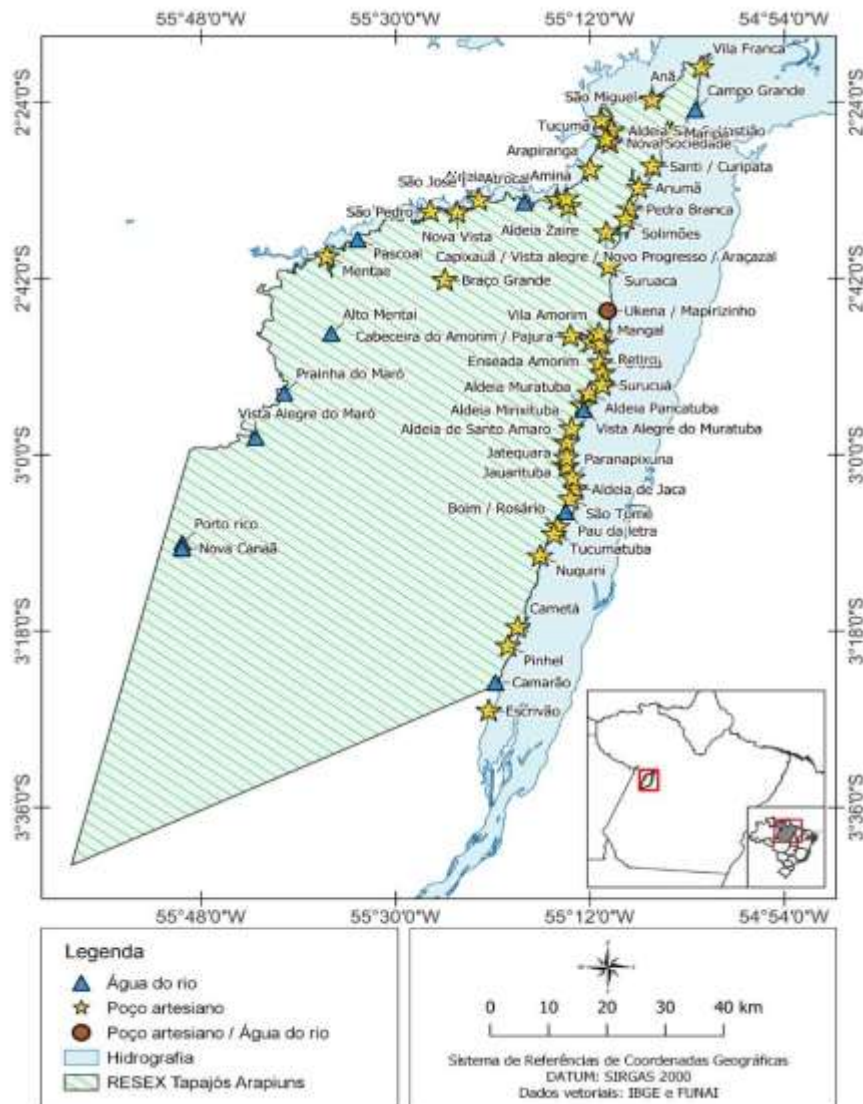 55°48'0"W 55°30'0"W 55°12'0"W 54°54'0"W
Vila Franca
Anã
2°24'0"S
2°24'0"S
São Miguel
Campo Grande
Tucumã
Nova Sociedade
Arapiranga
Santi / Curipata
São José
Amina
Anumã
São Pedro
Pedra Branca
Nova Vista
Aldeia Zaire
Solimões
Pascoal
Capixauã / Vista alegre / Novo Progresso / Araçazal
Mentae
Braço Grande
Suruaca
2°42'0"S
2°42'0"S
Alto Mentai
Vila Amorim
Ukena / Mapirizinho
Cabeceira do Amorim / Pajura
Mangal
Enseada Amorim
Retiro
Prainha do Maró
Aldeia Muratuba
Surucuá
Vista Alegre do Maró
Aldeia Mirixituba
Aldeia Paricatuba
Aldeia de Santo Amaro
Vista Alegre do Muratuba
3°0'0"S
3°0'0"S
Jatequara
Paranapixuna
Jauarituba
Aldeia de Jaca
Boim / Rosário
São Tomé
Porto rico
Pau da letra
Nova Canaã
Tucumatuba
Nuquini
Cametá
3°18'0"S
3°18'0"S
Pinhel
Camarão
Escrivão
3°36'0"S
3°36'0"S
55°48'0"W 55°30'0"W 55°12'0"W 54°54'0"W
Legenda
Água do rio
Poço artesiano
Poço artesiano / Água do rio
Hidrografia
RESEX Tapajós Arapiuns
0 10 20 30 40 km
Sistema de Referências de Coordenadas Geográficas
DATUM: SIRGAS 2000
Dados vetoriais: IBGE e FUNAI